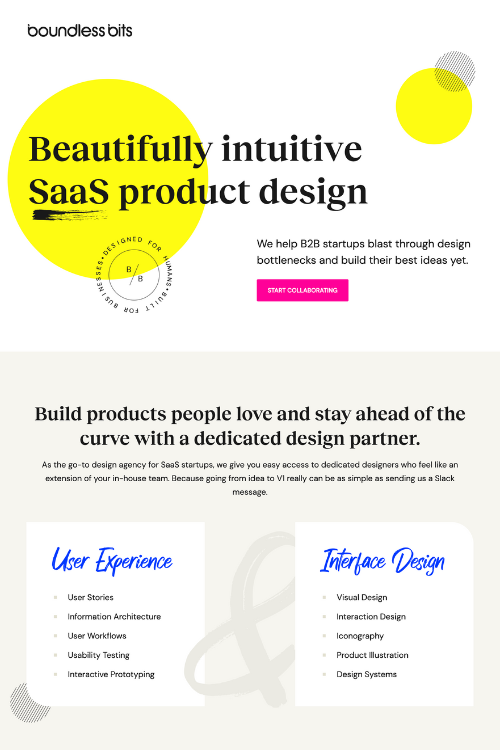 boundless bits
Beautifully intuitive
SaaS product design
DESIGNED FOR HUMANS • BUILT FOR BUSINESSES •
B / B
We help B2B startups blast through design
bottlenecks and build their best ideas yet.
START COLLABORATING
Build products people love and stay ahead of the
curve with a dedicated design partner.
As the go-to design agency for SaaS startups, we give you easy access to dedicated designers who feel like an
extension of your in-house team. Because going from idea to V1 really can be as simple as sending us a Slack
message.
User Experience
User Stories
Information Architecture
User Workflows
Usability Testing
Interactive Prototyping
&
Interface Design
Visual Design
Interaction Design
Iconography
Product Illustration
Design Systems